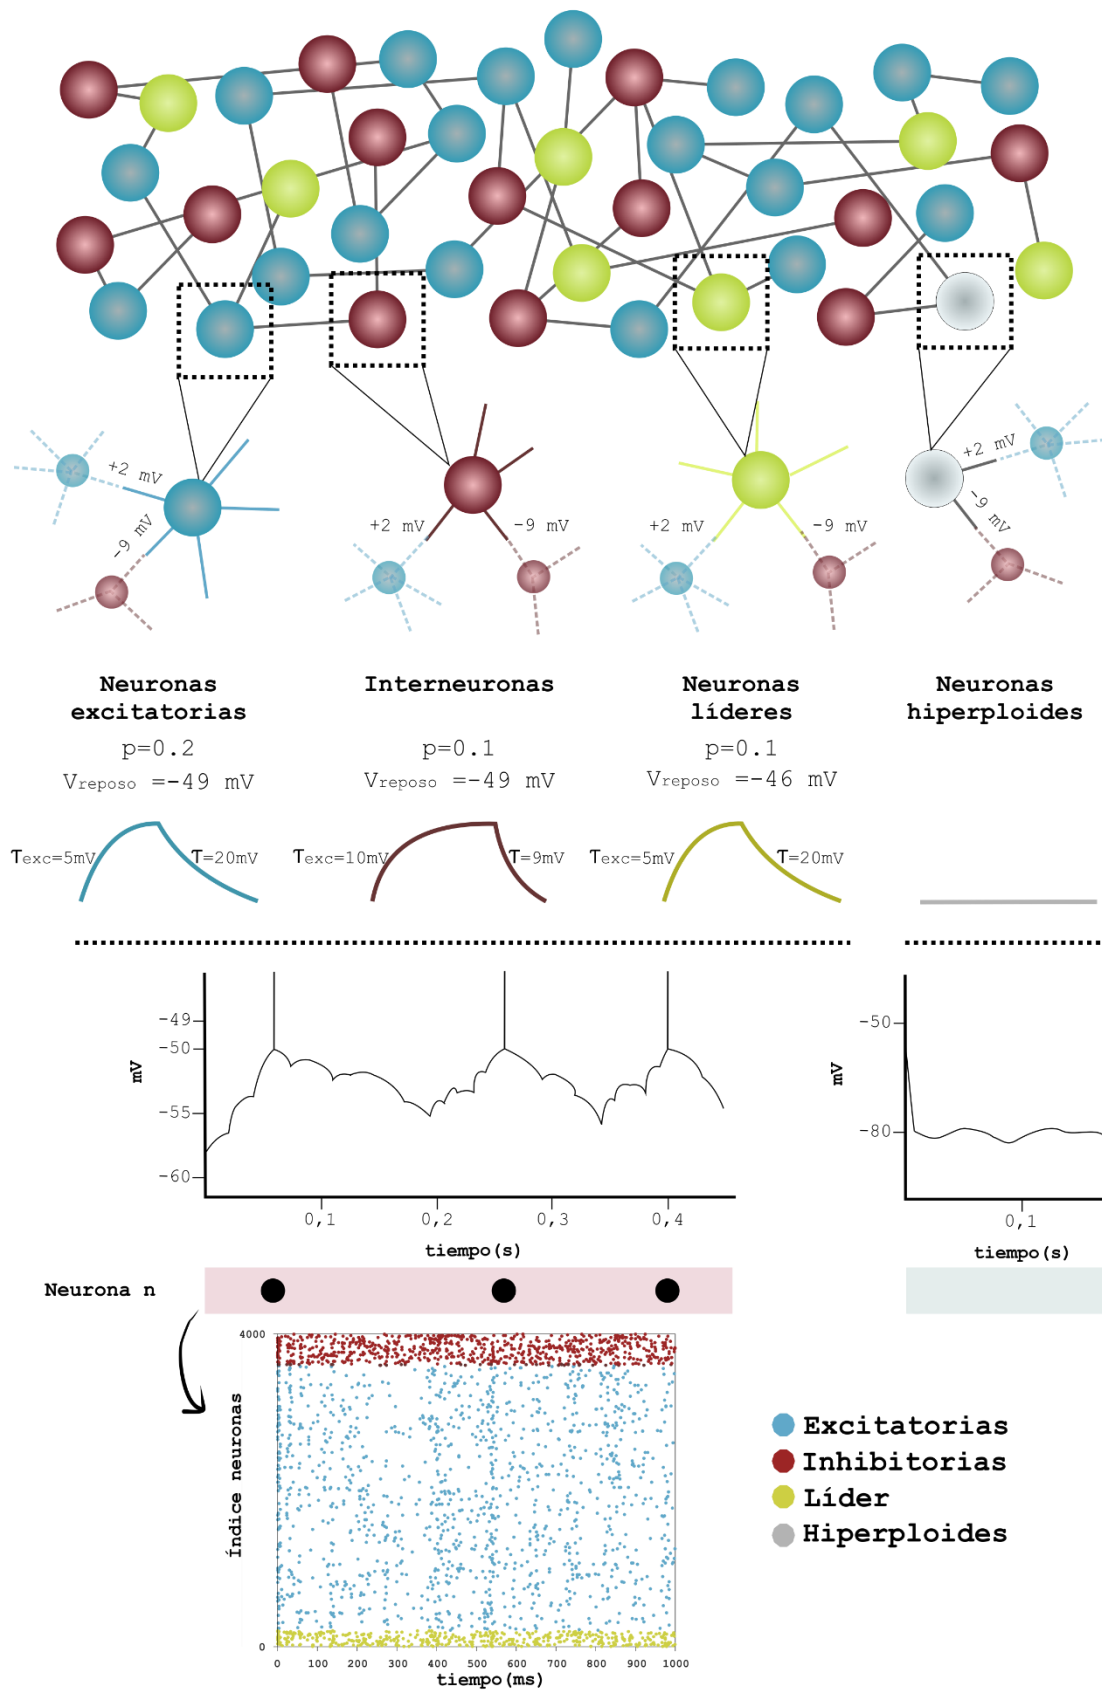 +2 mV
-9 mV
+2 mV
-9 mV
+2 mV
-9 mV
+2 mV
-9 mV
Neuronas
excitatorias
p=0.2
Vreposo =-49 mV
Interneuronas
p=0.1
Vreposo =-49 mV
Neuronas
líderes
p=0.1
Vreposo =-46 mV
Neuronas
hiperploides
Texc=5mV
T=20mV
Texc=10mV
T=9mV
Texc=5mV
T=20mV
mV
-49
-50
-55
-60
0,1 0,2 0,3 0,4
tiempo(s)
mV
-50
-80
0,1
tiempo(s)
Neurona n
Índice neuronas
4000
0
0 100 200 300 400 500 600 700 800 900 1000
tiempo(ms)
Excitatorias
Inhibitorias
Líder
Hiperploides